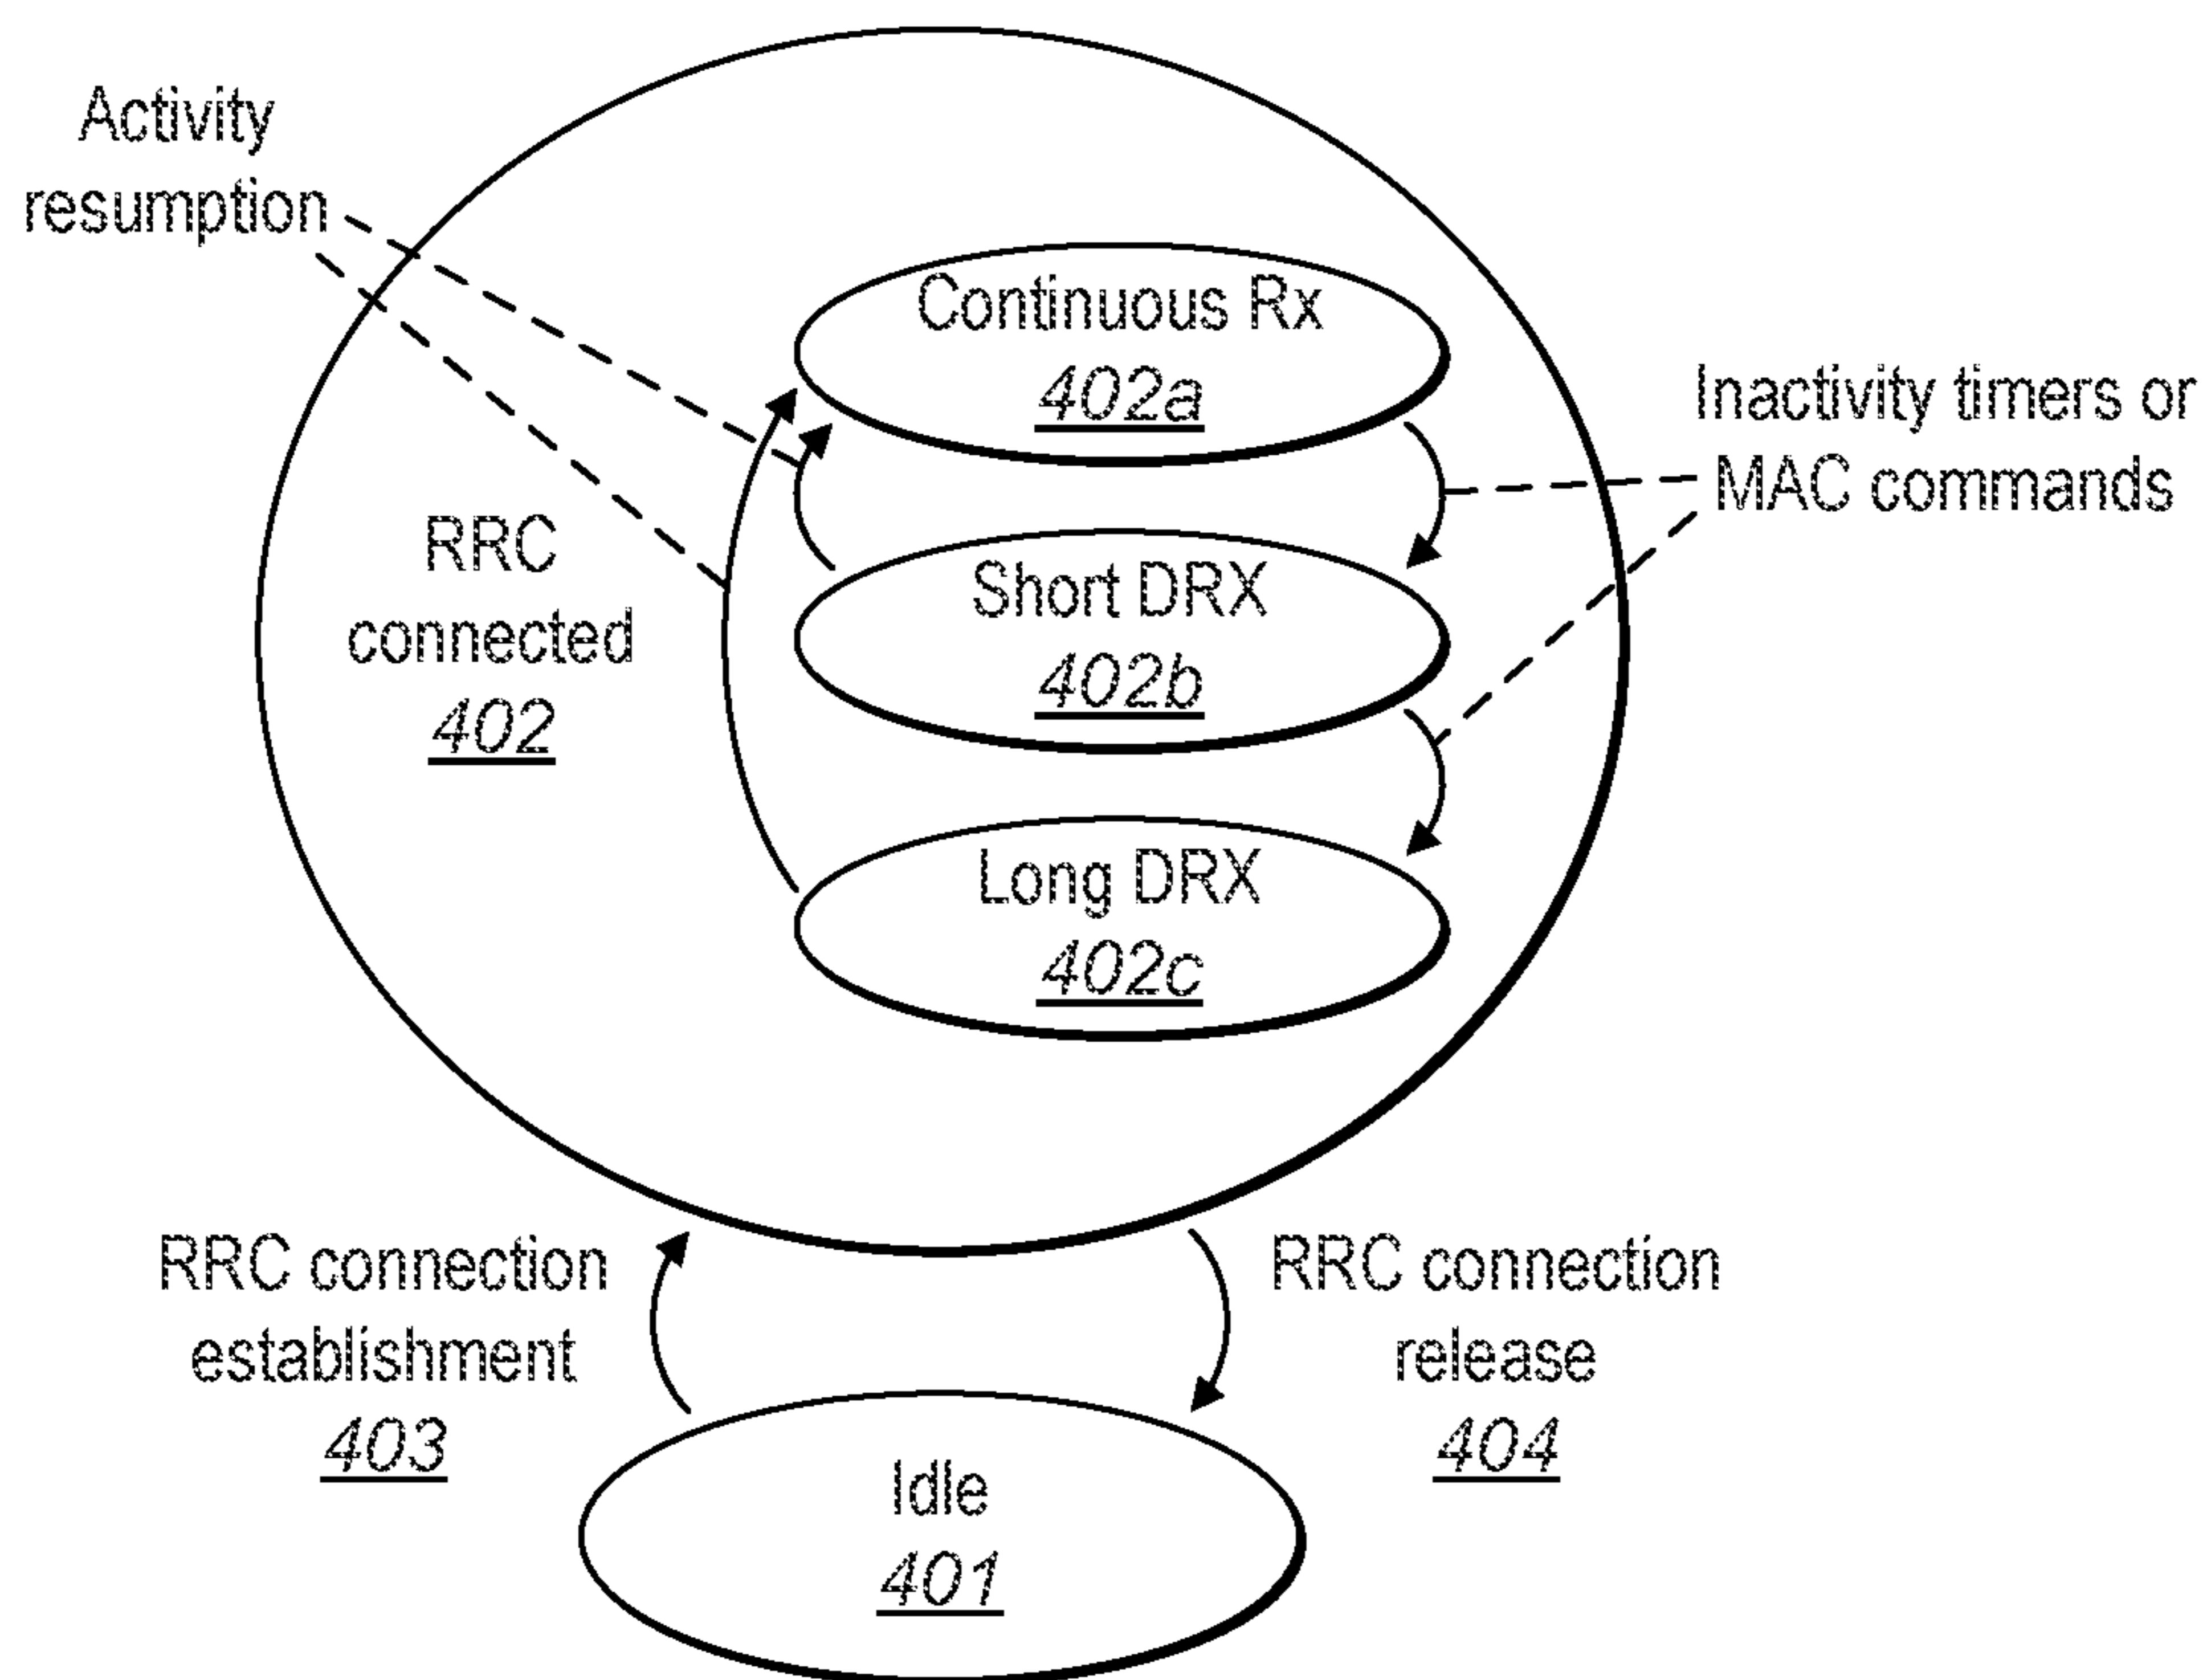 Activity
resumption
Continuous Rx
402a
Inactivity timers or
MAC commands
RRC
connected
402
Short DRX
402b
Long DRX
402c
RRC connection
establishment
403
RRC connection
release
404
Idle
401